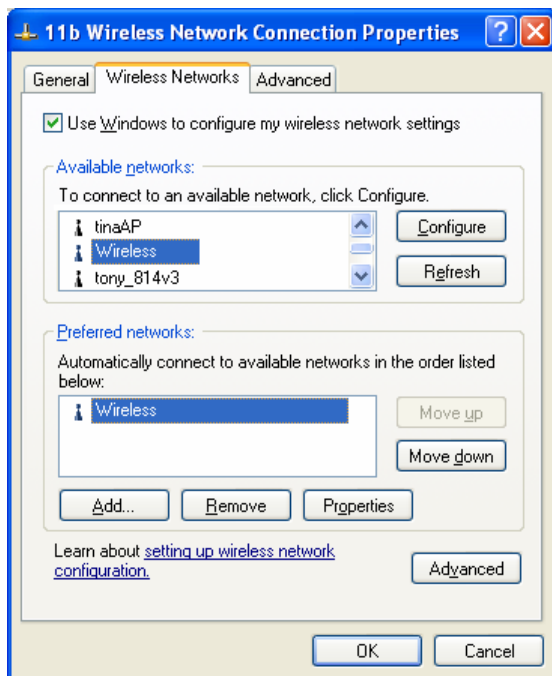 11b Wireless Network Connection Properties
General Wireless Networks Advanced
Use Windows to configure my wireless network settings
Available networks:
To connect to an available network, click Configure.
tinaAP
Wireless
tony_814v3
Configure
Refresh
Preferred networks:
Automatically connect to available networks in the order listed
below:
Wireless
Move up
Move down
Add... Remove Properties
Learn about setting up wireless network
configuration.
Advanced
OK Cancel